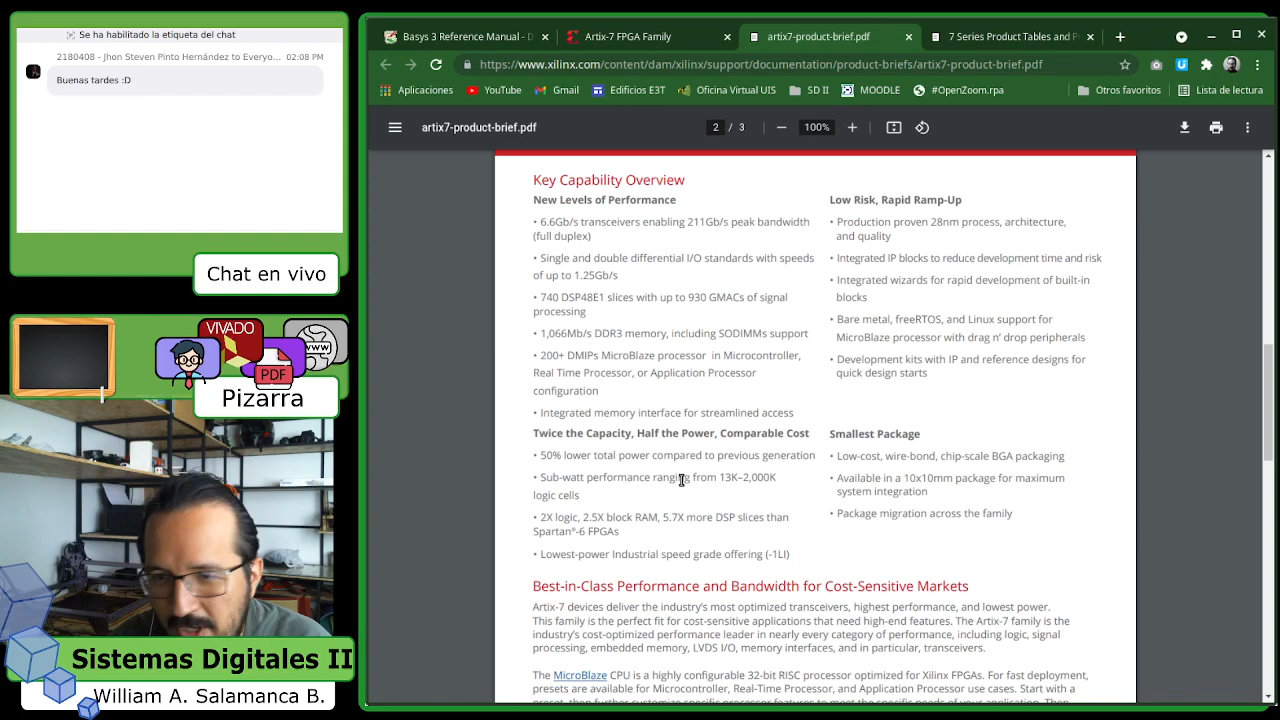 Se ha habilitado la etiqueta del chat
2180408 - Jhon Steven Pinto Hernández to Everyo... 02:08 PM
Buenas tardes :D
Chat en vivo
VIVADO
WWW
PDF
Pizarra
Sistemas Digitales II
William A. Salamanca B.
Basys 3 Reference Manual - D
Artix-7 FPGA Family
artix7-product-brief.pdf
7 Series Product Tables and P
https://www.xilinx.com/content/dam/xilinx/support/documentation/product-briefs/artix7-product-brief.pdf
Aplicaciones
YouTube
Gmail
Edificios E3T
Oficina Virtual UIS
SD II
MOODLE
#OpenZoom.rpa
Otros favoritos
Lista de lectura
artix7-product-brief.pdf
2 / 3
100%
Key Capability Overview
New Levels of Performance
• 6.6Gb/s transceivers enabling 211Gb/s peak bandwidth
(full duplex)
• Single and double differential I/O standards with speeds
of up to 1.25Gb/s
• 740 DSP48E1 slices with up to 930 GMACs of signal
processing
• 1,066Mb/s DDR3 memory, including SODIMMs support
• 200+ DMIPs MicroBlaze processor in Microcontroller,
Real Time Processor, or Application Processor
configuration
• Integrated memory interface for streamlined access
Low Risk, Rapid Ramp-Up
• Production proven 28nm process, architecture,
and quality
• Integrated IP blocks to reduce development time and risk
• Integrated wizards for rapid development of built-in
blocks
• Bare metal, freeRTOS, and Linux support for
MicroBlaze processor with drag n' drop peripherals
• Development kits with IP and reference designs for
quick design starts
Twice the Capacity, Half the Power, Comparable Cost
• 50% lower total power compared to previous generation
• Sub-watt performance ranging from 13K–2,000K
logic cells
• 2X logic, 2.5X block RAM, 5.7X more DSP slices than
Spartan®-6 FPGAs
• Lowest-power Industrial speed grade offering (-1LI)
Smallest Package
• Low-cost, wire-bond, chip-scale BGA packaging
• Available in a 10x10mm package for maximum
system integration
• Package migration across the family
Best-in-Class Performance and Bandwidth for Cost-Sensitive Markets
Artix-7 devices deliver the industry's most optimized transceivers, highest performance, and lowest power.
This family is the perfect fit for cost-sensitive applications that need high-end features. The Artix-7 family is the
industry's cost-optimized performance leader in nearly every category of performance, including logic, signal
processing, embedded memory, LVDS I/O, memory interfaces, and in particular, transceivers.
The MicroBlaze CPU is a highly configurable 32-bit RISC processor optimized for Xilinx FPGAs. For fast deployment,
presets are available for Microcontroller, Real-Time Processor, and Application Processor use cases. Start with a